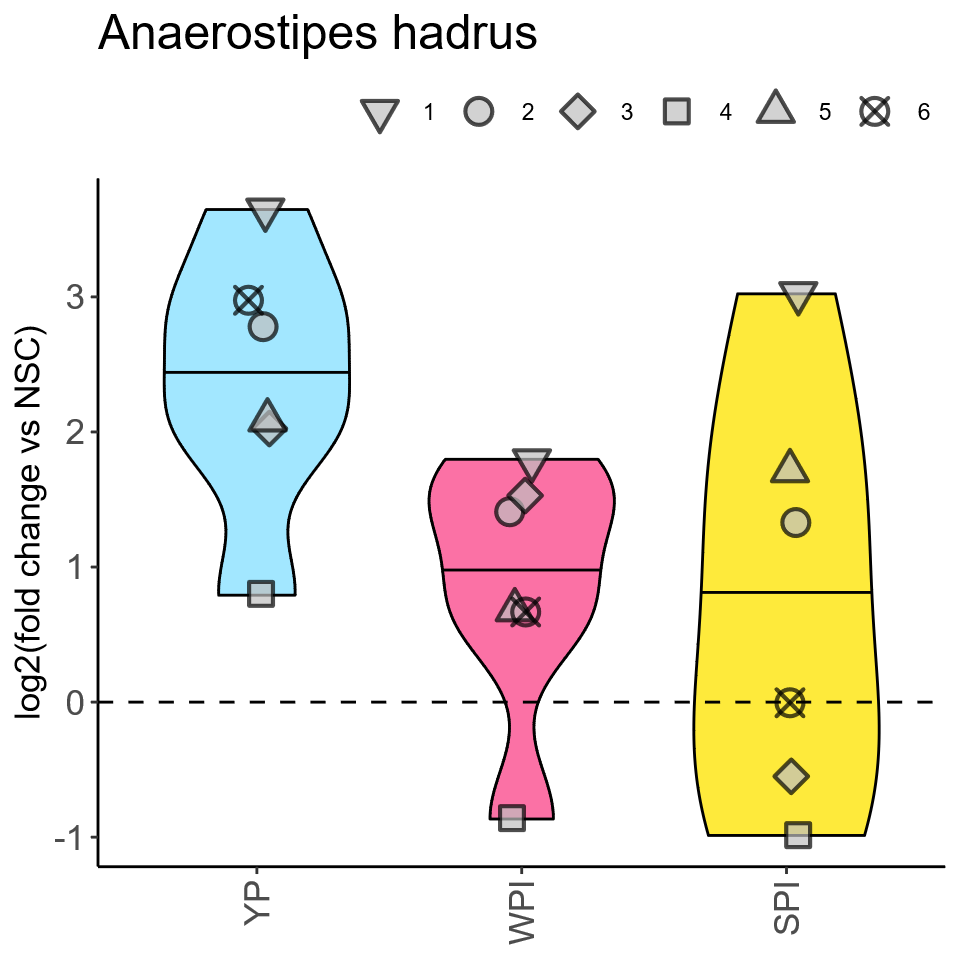 Anaerostipes hadrus
1 2 3 4 5 6
log2(fold change vs NSC)
3
2
1
0
-1
YP
WPI
SPI